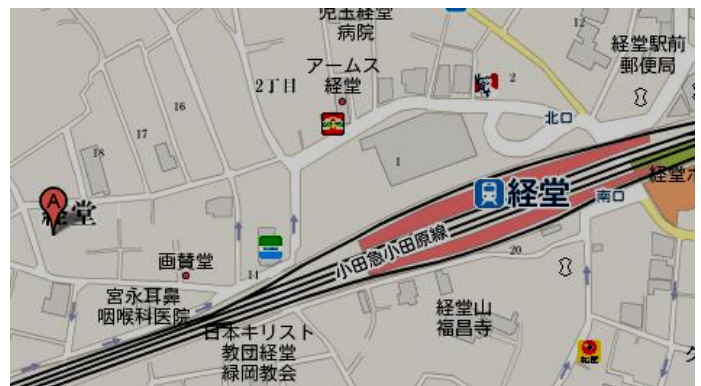 児玉経堂
病院
アームス
経堂
2丁目
16
17
18
A
経堂
画賛堂
宮永耳鼻
咽喉科医院
14
日本キリスト
教団経堂
緑岡教会
小田急小田原線
経堂
1
2
12
北口
南口
経堂駅前
郵便局
経堂
20
経堂山
福昌寺